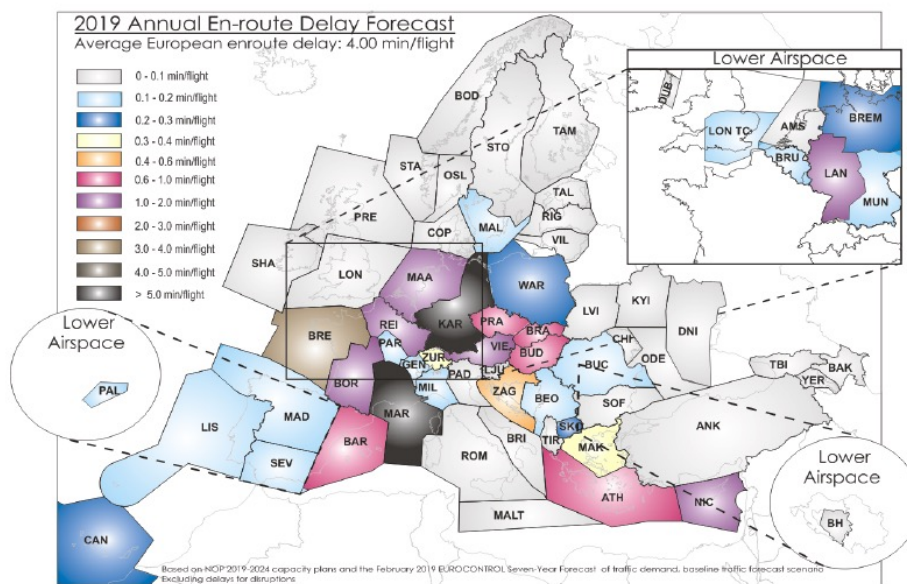 2019 Annual En-route Delay Forecast
Average European enroute delay: 4.00 min/flight
0 - 0.1 min/flight
0.1 - 0.2 min/flight
0.2 - 0.3 min/flight
0.3 - 0.4 min/flight
0.4 - 0.6 min/flight
0.6 - 1.0 min/flight
1.0 - 2.0 min/flight
2.0 - 3.0 min/flight
3.0 - 4.0 min/flight
4.0 - 5.0 min/flight
> 5.0 min/flight
Lower Airspace
DUB
LON TC
AMS
BREM
BRU
LAN
MUN
BOD
TAM
STO
STA
OSL
TAL
RIG
VIL
PRE
COP
MAL
SHA
LON
MAA
WAR
KAR
LVI
KYI
DNI
BRE
REI
PAR
PRA
BRA
VIE
BUD
CHI
ODE
GEN
ZUR
PAD
LJU
BUC
BOR
MIL
ZAG
BEO
SOF
TBI
YER
BAK
MAR
LIS
MAD
SEV
BAR
ROM
BRI
TIR
SKO
MAK
ANK
ATH
NIC
MALT
CAN
Lower
Airspace
PAL
Lower
Airspace
BH
Based on NOP 2019-2024 capacity plans and the February 2019 EUROCONTROL Seven-Year Forecast of traffic demand, baseline traffic forecast scenario
Excluding delays for disruptions